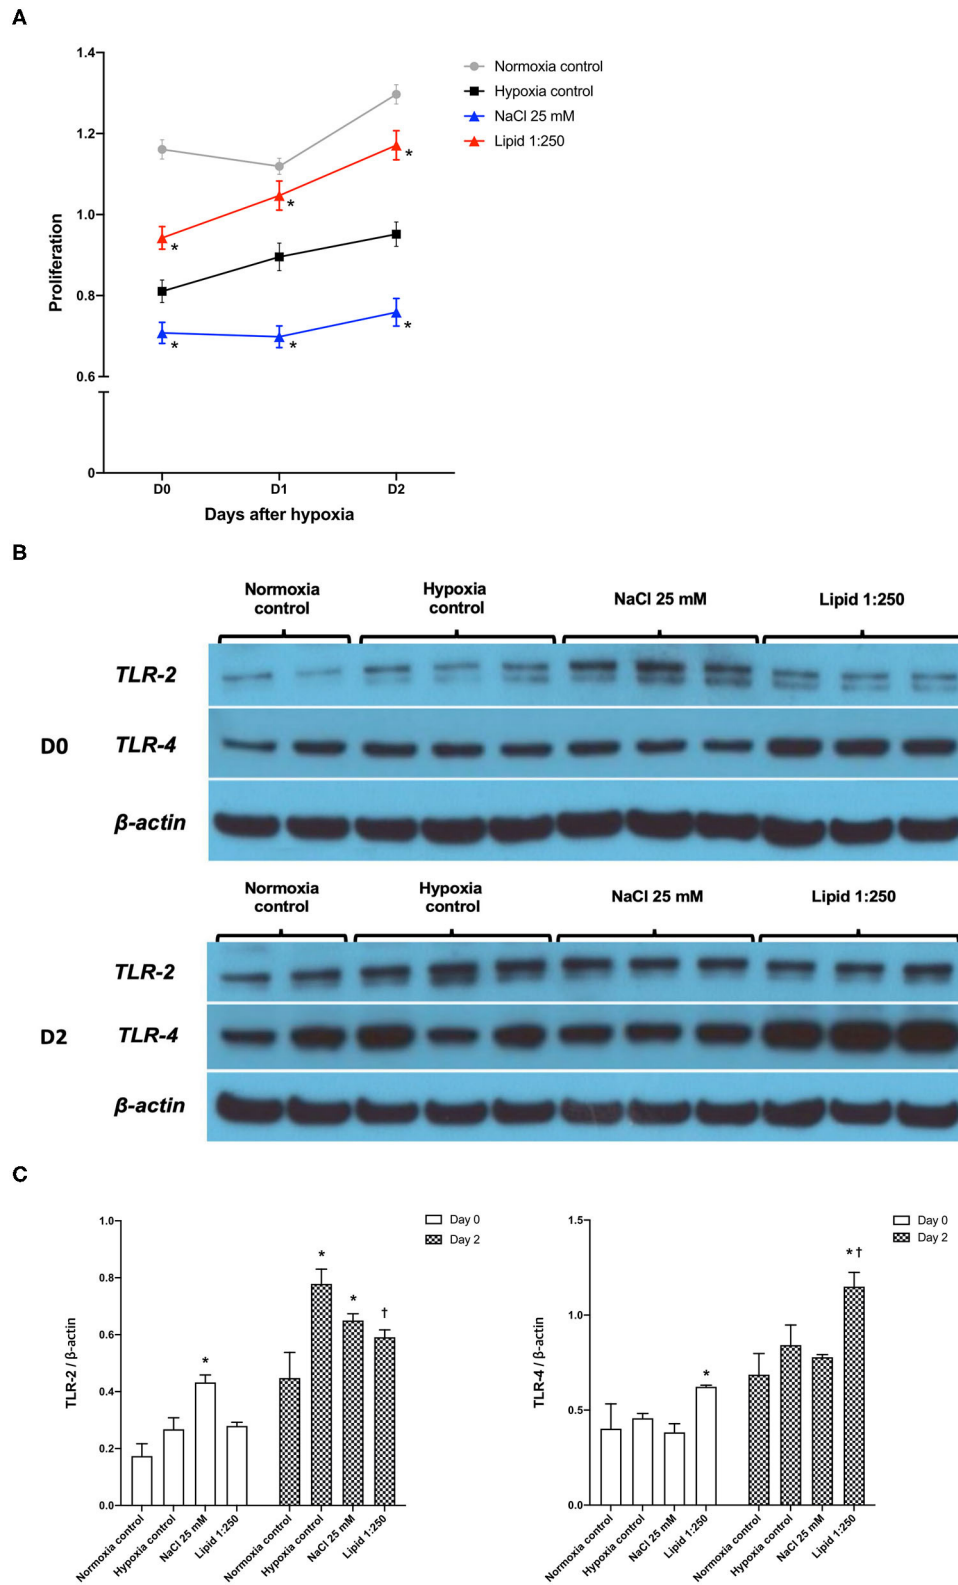 A
1.4
1.2
1.0
0.8
0.6
0
Proliferation
*
*
*
*
*
*
D0
D1
D2
Days after hypoxia
Normoxia control
Hypoxia control
NaCl 25 mM
Lipid 1:250
B
Normoxia
control
Hypoxia
control
NaCl 25 mM
Lipid 1:250
D0
TLR-2
TLR-4
β-actin
Normoxia
control
Hypoxia
control
NaCl 25 mM
Lipid 1:250
D2
TLR-2
TLR-4
β-actin
C
1.0
0.8
0.6
0.4
0.2
0.0
TLR-2 / β-actin
*
*
*
†
Day 0
Day 2
Normoxia control
Hypoxia control
NaCl 25 mM
Lipid 1:250
Normoxia control
Hypoxia control
NaCl 25 mM
Lipid 1:250
1.5
1.0
0.5
0.0
TLR-4 / β-actin
*
* †
Day 0
Day 2
Normoxia control
Hypoxia control
NaCl 25 mM
Lipid 1:250
Normoxia control
Hypoxia control
NaCl 25 mM
Lipid 1:250